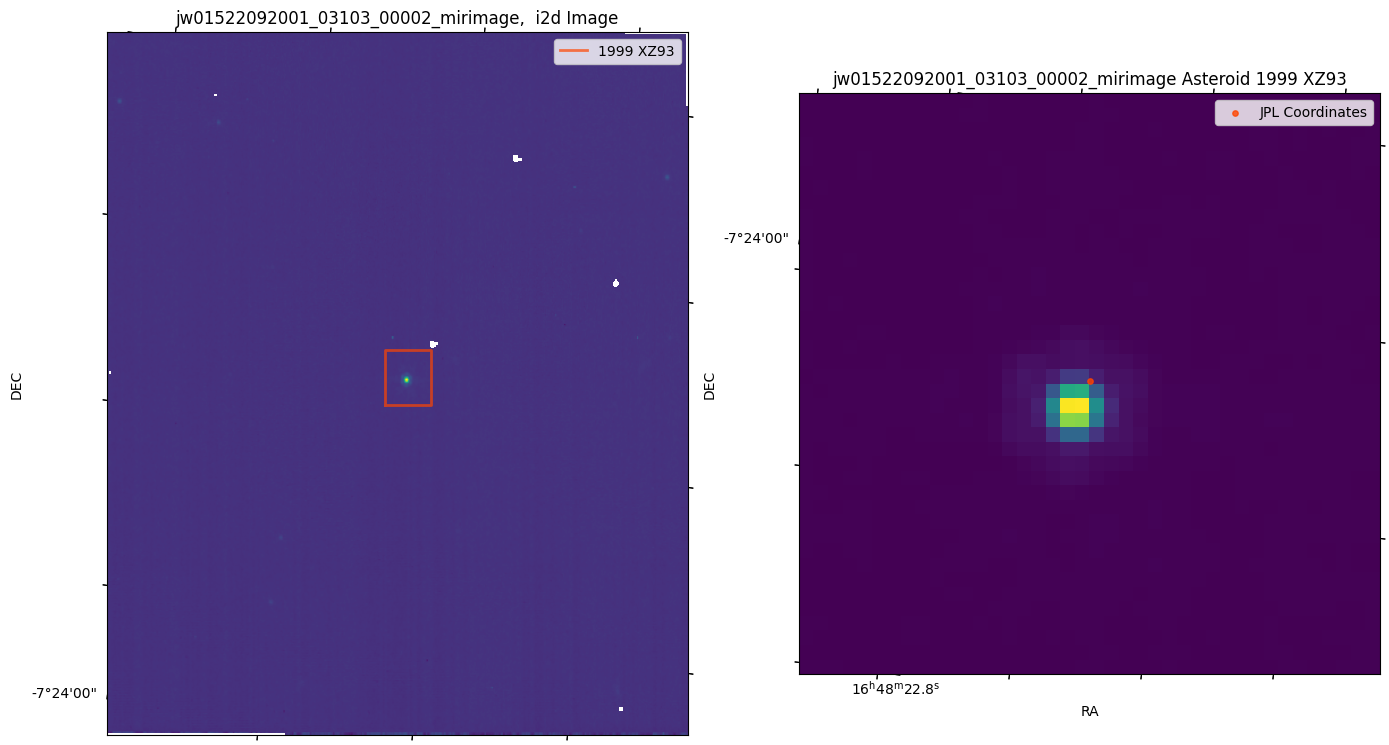 jw01522092001_03103_00002_mirimage,  i2d Image
1999 XZ93
DEC
-7°24'00"
jw01522092001_03103_00002_mirimage Asteroid 1999 XZ93
JPL Coordinates
-7°24'00"
DEC
16h48m22.8s
RA